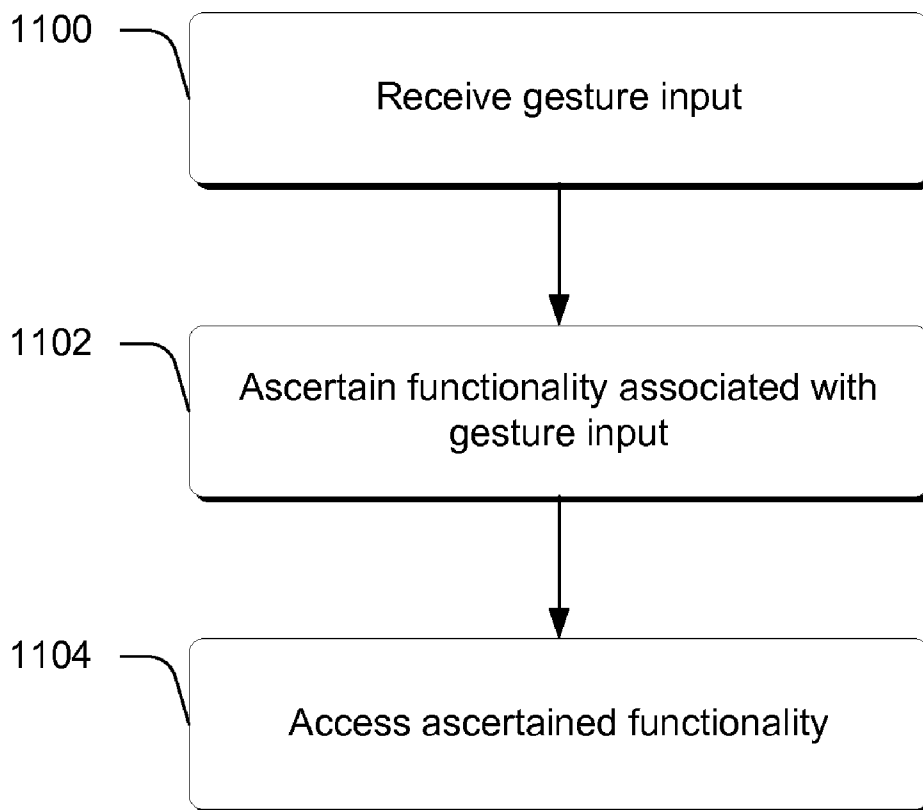 1100
Receive gesture input
1102
Ascertain functionality associated with
gesture input
1104
Access ascertained functionality